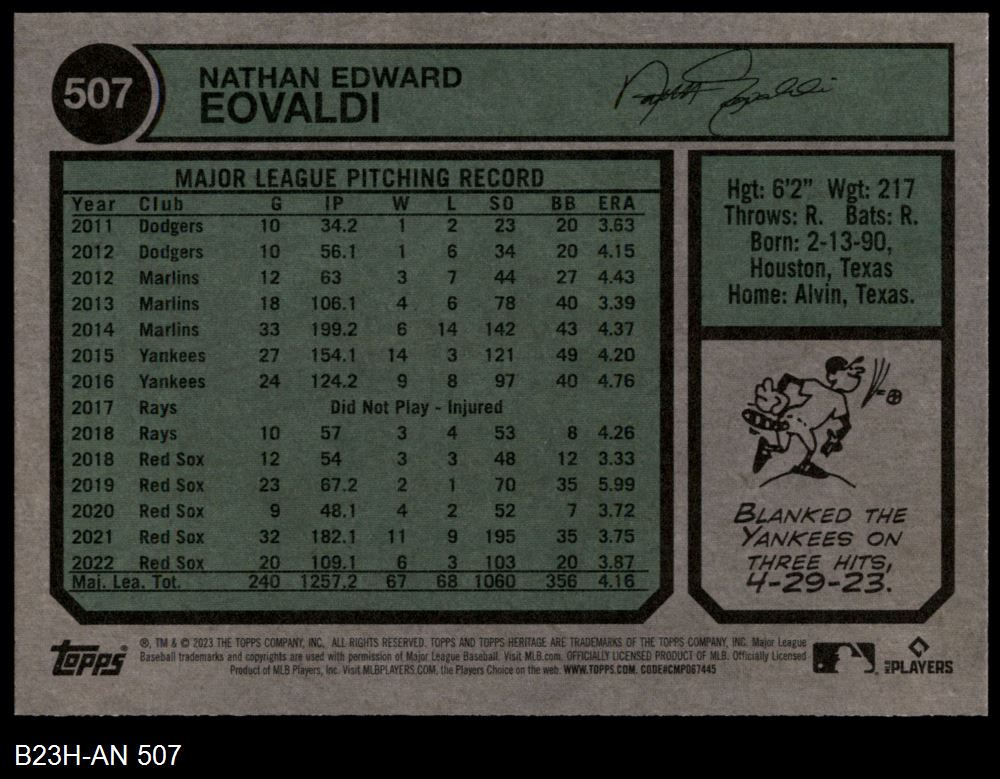 507
NATHAN EDWARD
EOVALDI
Nathan Eovaldi
MAJOR LEAGUE PITCHING RECORD
Year Club G IP W L SO BB ERA
2011 Dodgers 10 34.2 1 2 23 20 3.63
2012 Dodgers 10 56.1 1 6 34 20 4.15
2012 Marlins 12 63 3 7 44 27 4.43
2013 Marlins 18 106.1 4 6 78 40 3.39
2014 Marlins 33 199.2 6 14 142 43 4.37
2015 Yankees 27 154.1 14 3 121 49 4.20
2016 Yankees 24 124.2 9 8 97 40 4.76
2017 Rays Did Not Play - Injured
2018 Rays 10 57 3 4 53 8 4.26
2018 Red Sox 12 54 3 3 48 12 3.33
2019 Red Sox 23 67.2 2 1 70 35 5.99
2020 Red Sox 9 48.1 4 2 52 7 3.72
2021 Red Sox 32 182.1 11 9 195 35 3.75
2022 Red Sox 20 109.1 6 3 103 20 3.87
Maj. Lea. Tot. 240 1257.2 67 68 1060 356 4.16
Hgt: 6'2" Wgt: 217
Throws: R. Bats: R.
Born: 2-13-90,
Houston, Texas
Home: Alvin, Texas.
BLANKED THE
YANKEES ON
THREE HITS,
4-29-23.
Topps
®, TM & © 2023 THE TOPPS COMPANY, INC. ALL RIGHTS RESERVED. TOPPS AND TOPPS HERITAGE ARE TRADEMARKS OF THE TOPPS COMPANY, INC. Major League
Baseball trademarks and copyrights are used with permission of Major League Baseball. Visit MLB.com. OFFICIALLY LICENSED PRODUCT OF MLB. Officially Licensed
Product of MLB Players, Inc. Visit MLBPLAYERS.COM, the Players Choice on the web. WWW.TOPPS.COM. CODE#CMP067445
MLB PLAYERS
B23H-AN 507